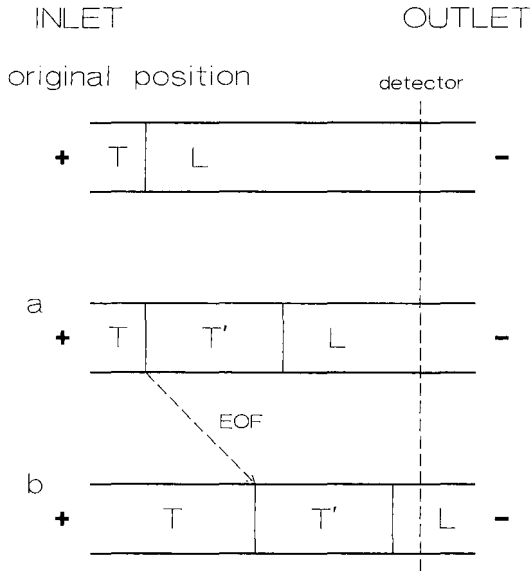 INLET OUTLET
original position detector
+ T L -
a
+ T T' L -
EOF
b
+ T T' L -